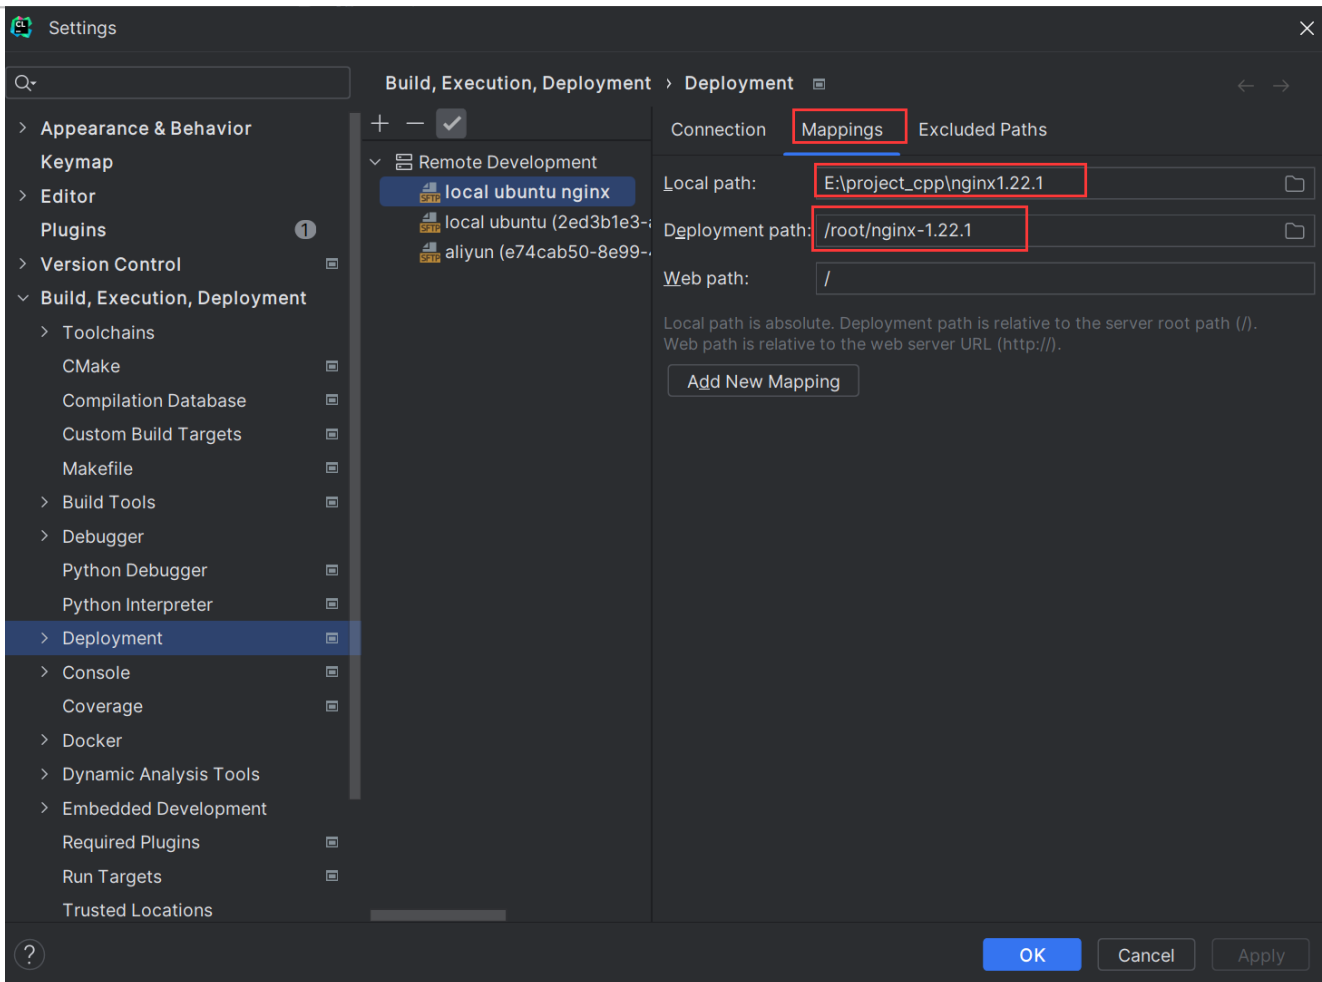 CL
Settings
Build, Execution, Deployment › Deployment
Appearance & Behavior
Keymap
Editor
Plugins
1
Version Control
Build, Execution, Deployment
Toolchains
CMake
Compilation Database
Custom Build Targets
Makefile
Build Tools
Debugger
Python Debugger
Python Interpreter
Deployment
Console
Coverage
Docker
Dynamic Analysis Tools
Embedded Development
Required Plugins
Run Targets
Trusted Locations
Remote Development
SFTP local ubuntu nginx
SFTP local ubuntu (2ed3b1e3-
SFTP aliyun (e74cab50-8e99-
Connection Mappings Excluded Paths
Local path: E:\project_cpp\nginx1.22.1
Deployment path: /root/nginx-1.22.1
Web path: /
Local path is absolute. Deployment path is relative to the server root path (/).
Web path is relative to the web server URL (http://).
Add New Mapping
?
OK Cancel Apply